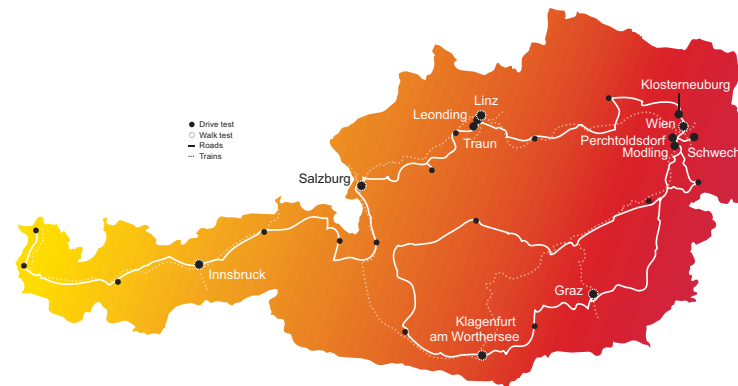 Klosterneuburg
Linz
Leonding
Wien
Traun
Perchtoldsdorf
Modling
Schwech
Drive test
Walk test
Roads
Trains
Salzburg
Innsbruck
Graz
Klagenfurt
am Worthersee